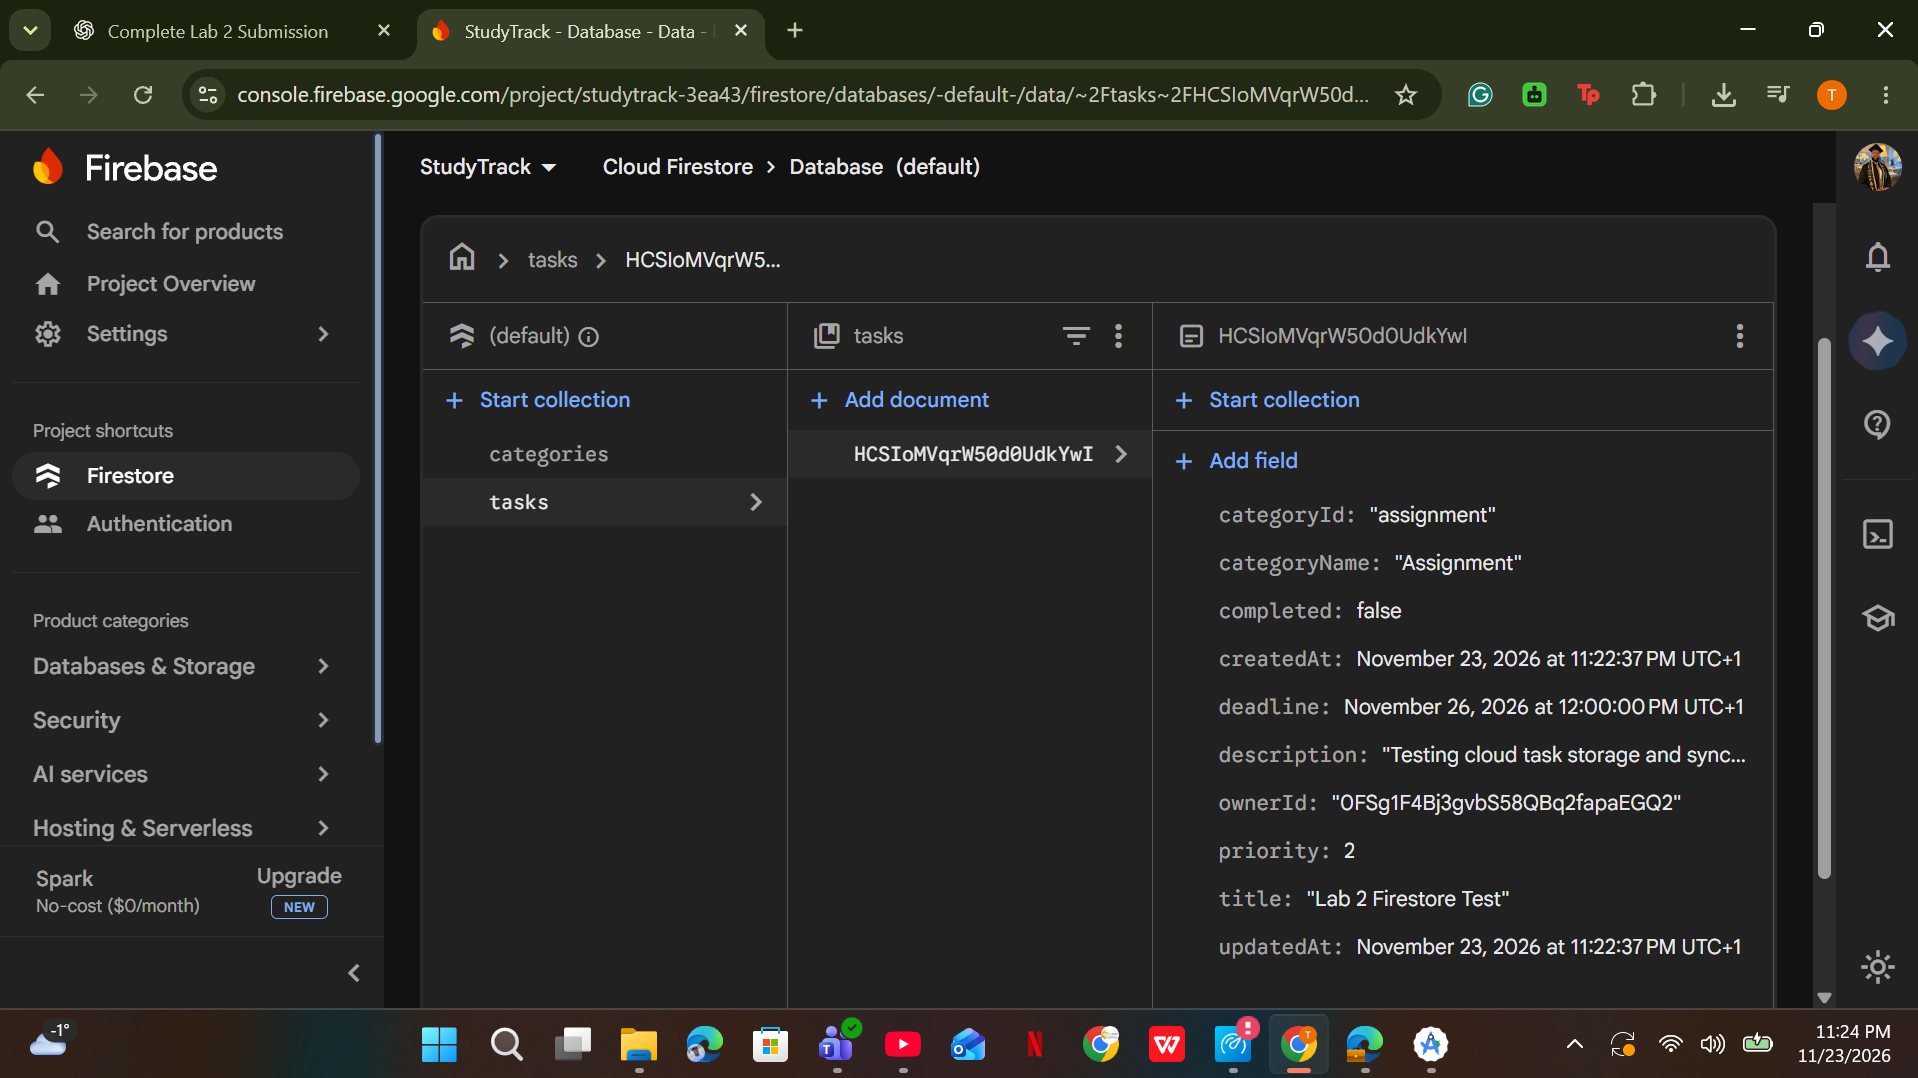 Complete Lab 2 Submission
StudyTrack - Database - Data -
console.firebase.google.com/project/studytrack-3ea43/firestore/databases/-default-/data/~2Ftasks~2FHCSIoMVqrW50d...
T
Firebase
Search for products
Project Overview
Settings
Project shortcuts
Firestore
Authentication
Product categories
Databases & Storage
Security
AI services
Hosting & Serverless
Spark
No-cost ($0/month)
Upgrade
NEW
StudyTrack
Cloud Firestore > Database (default)
tasks
HCSIoMVqrW5...
(default)
tasks
HCSIoMVqrW50d0UdkYwI
+ Start collection
+ Add document
+ Start collection
categories
tasks
HCSIoMVqrW50d0UdkYwI
+ Add field
categoryId: "assignment"
categoryName: "Assignment"
completed: false
createdAt: November 23, 2026 at 11:22:37 PM UTC+1
deadline: November 26, 2026 at 12:00:00 PM UTC+1
description: "Testing cloud task storage and sync...
ownerId: "0FSg1F4Bj3gvbS58QBq2fapaEGQ2"
priority: 2
title: "Lab 2 Firestore Test"
updatedAt: November 23, 2026 at 11:22:37 PM UTC+1
-1°
11:24 PM
11/23/2026